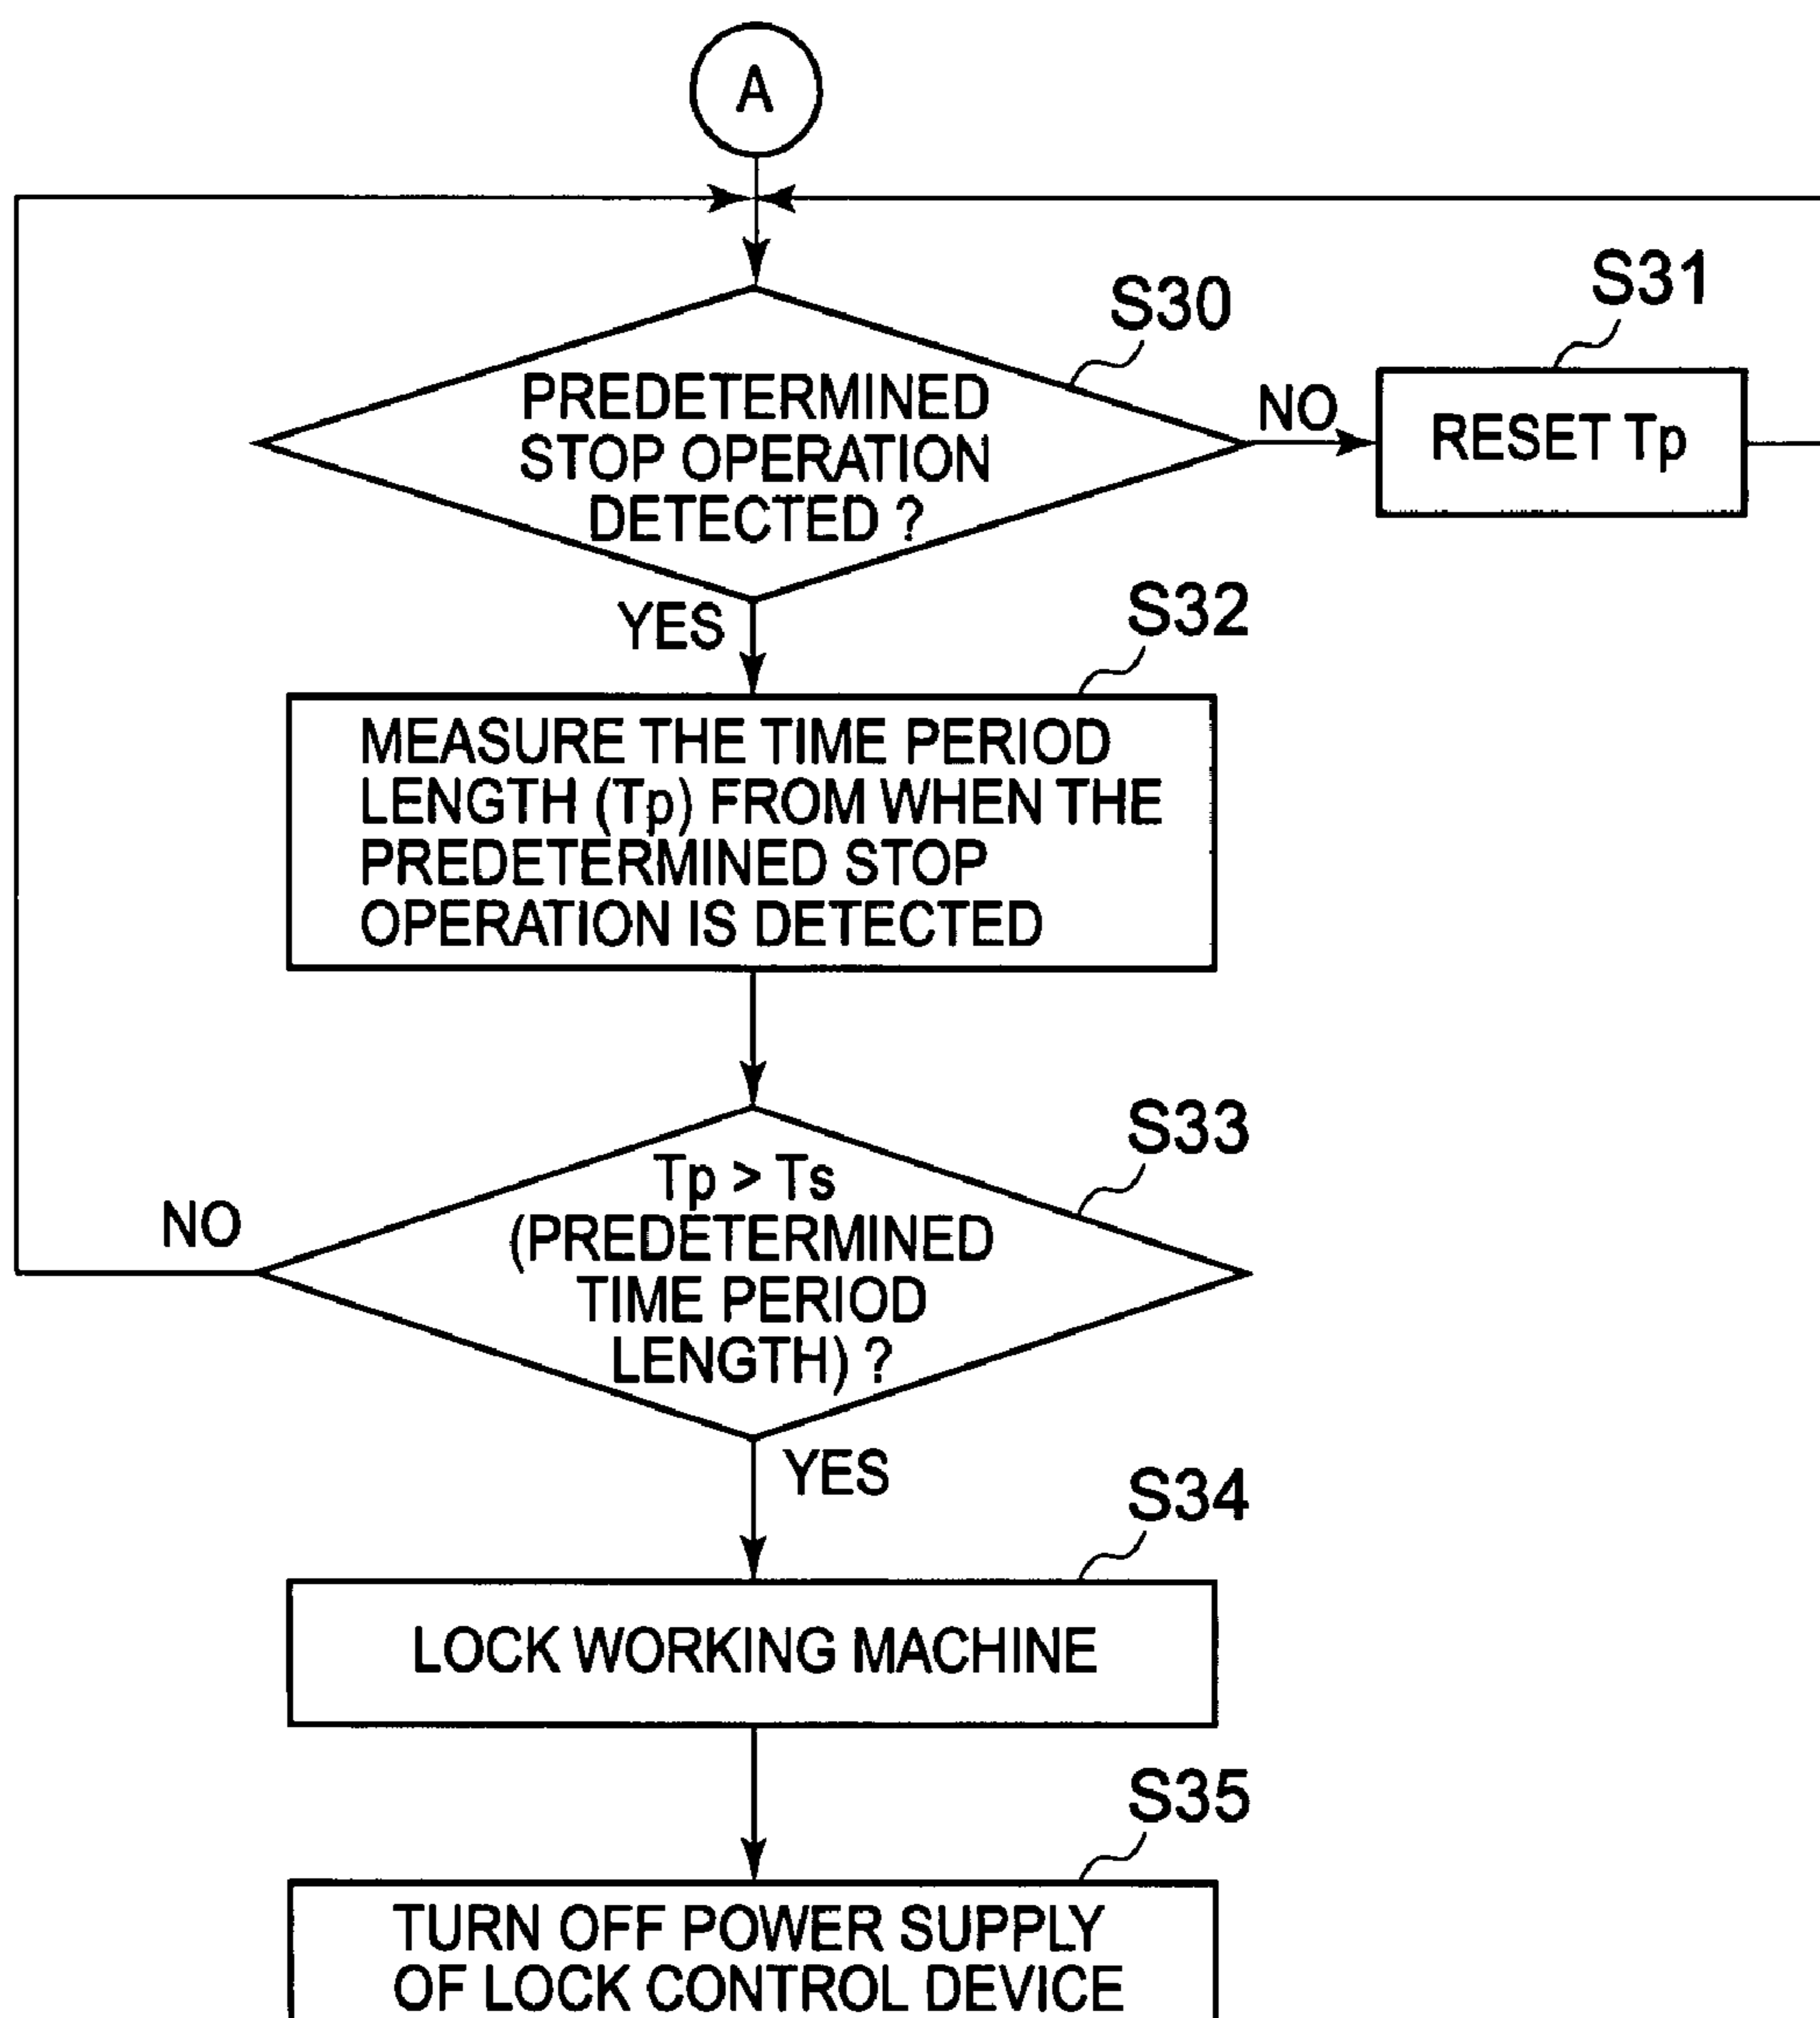 A
S30
PREDETERMINED
STOP OPERATION
DETECTED ?
NO
S31
RESET Tp
YES
S32
MEASURE THE TIME PERIOD
LENGTH (Tp) FROM WHEN THE
PREDETERMINED STOP
OPERATION IS DETECTED
S33
Tp > Ts
(PREDETERMINED
TIME PERIOD
LENGTH) ?
NO
YES
S34
LOCK WORKING MACHINE
S35
TURN OFF POWER SUPPLY
OF LOCK CONTROL DEVICE